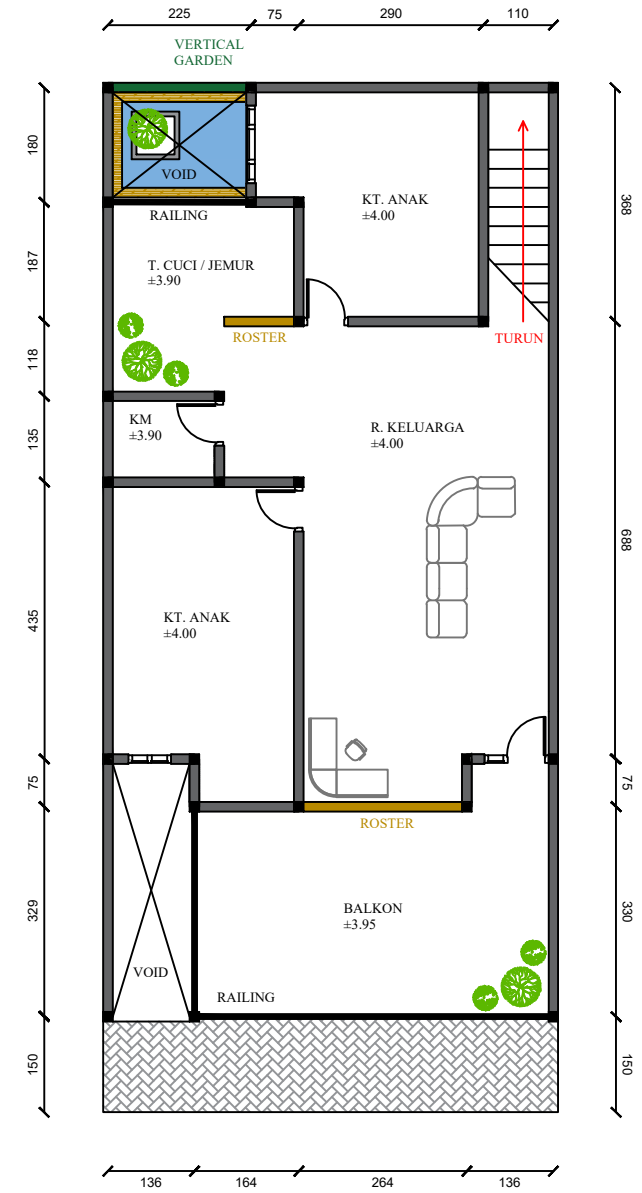 225
75
290
110
VERTICAL
GARDEN
180
368
VOID
KT. ANAK
±4.00
RAILING
187
T. CUCI / JEMUR
±3.90
ROSTER
TURUN
118
KM
±3.90
R. KELUARGA
±4.00
135
688
KT. ANAK
±4.00
435
75
75
ROSTER
BALKON
±3.95
329
330
VOID
RAILING
150
150
136
164
264
136